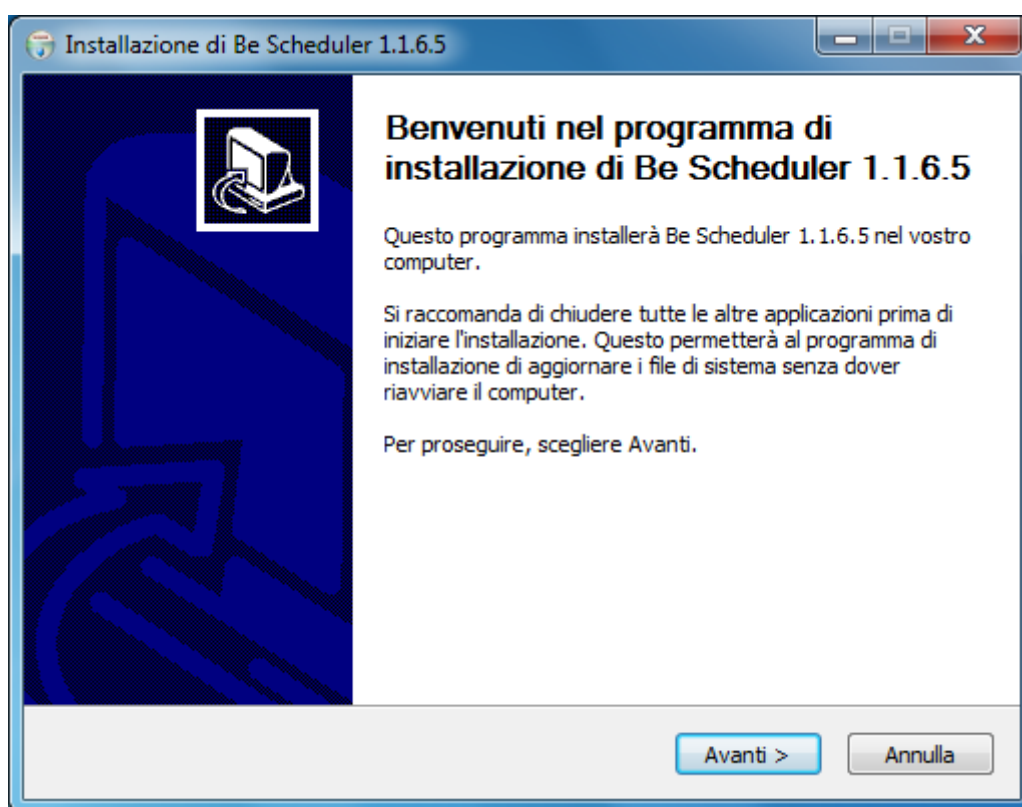 Installazione di Be Scheduler 1.1.6.5
Benvenuti nel programma di
installazione di Be Scheduler 1.1.6.5
Questo programma installerà Be Scheduler 1.1.6.5 nel vostro
computer.
Si raccomanda di chiudere tutte le altre applicazioni prima di
iniziare l'installazione. Questo permetterà al programma di
installazione di aggiornare i file di sistema senza dover
riavviare il computer.
Per proseguire, scegliere Avanti.
Avanti >
Annulla